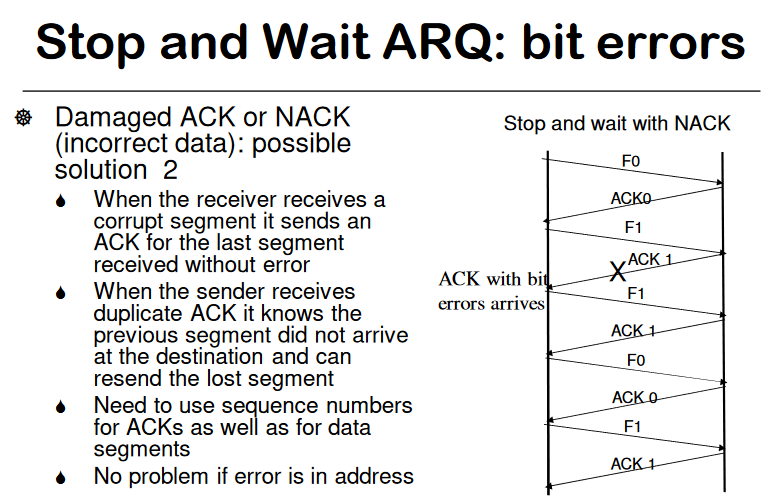 Stop and Wait ARQ: bit errors
Damaged ACK or NACK
(incorrect data): possible
solution 2
When the receiver receives a
corrupt segment it sends an
ACK for the last segment
received without error
When the sender receives
duplicate ACK it knows the
previous segment did not arrive
at the destination and can
resend the lost segment
Need to use sequence numbers
for ACKs as well as for data
segments
No problem if error is in address
Stop and wait with NACK
F0
ACK0
F1
ACK 1
X
ACK with bit
errors arrives
F1
ACK 1
F0
ACK 0
F1
ACK 1